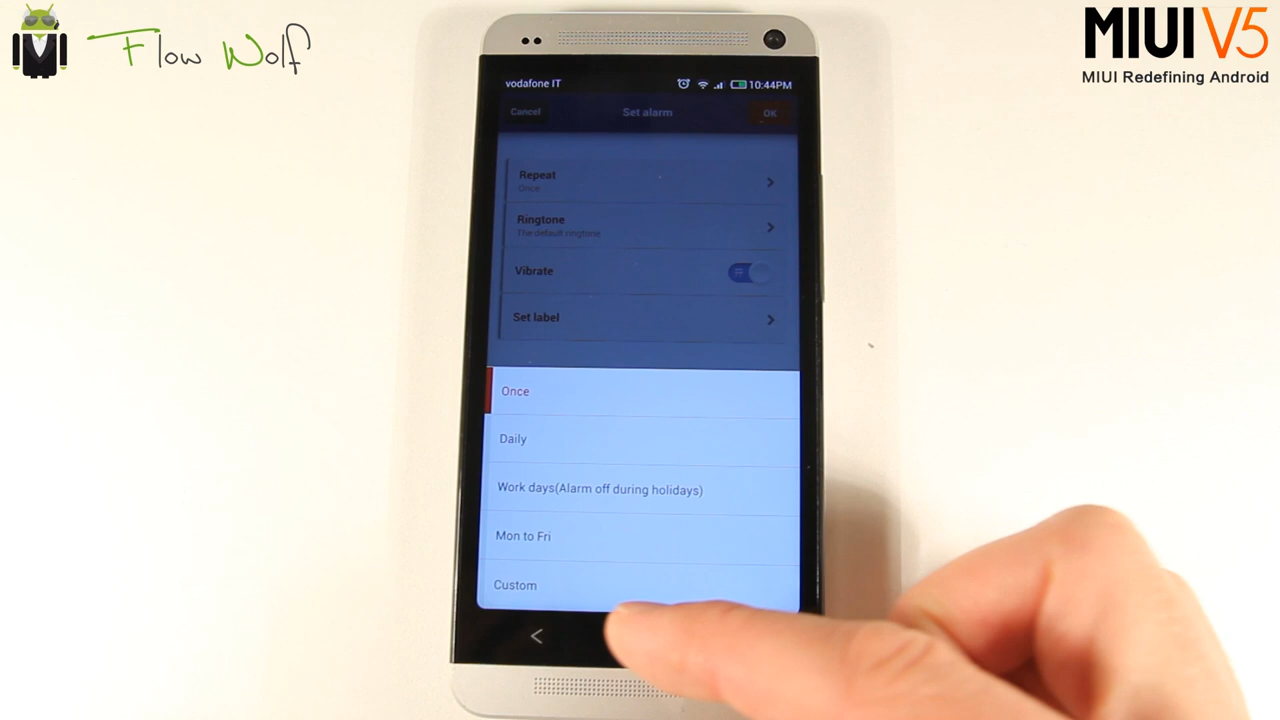 Flow Wolf
MIUI V5
MIUI Redefining Android
vodafone IT
10:44PM
Cancel
Set alarm
OK
Repeat
Once
Ringtone
The default ringtone
Vibrate
Set label
Once
Daily
Work days(Alarm off during holidays)
Mon to Fri
Custom